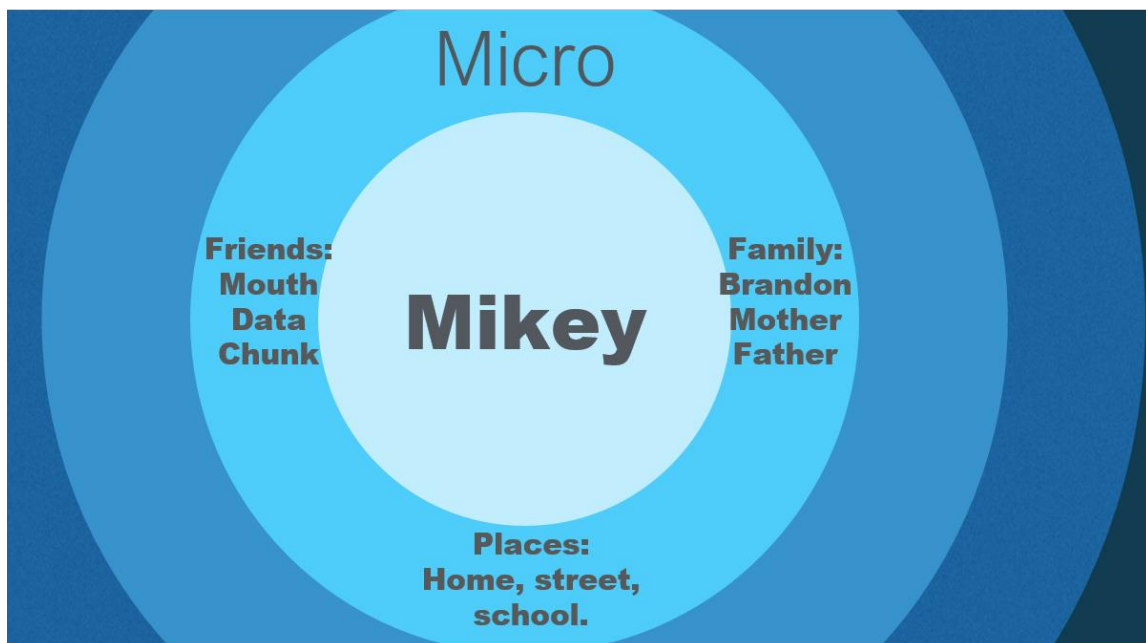 Micro
Friends:
Mouth
Data
Chunk
Mikey
Family:
Brandon
Mother
Father
Places:
Home, street,
school.